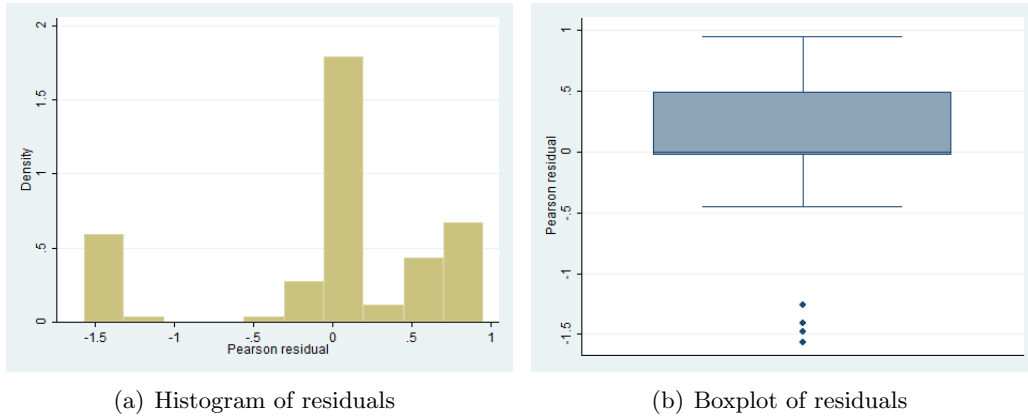 2
1.5
1
.5
0
Density
-1.5 -1 -.5 0 .5 1
Pearson residual
(a) Histogram of residuals
1
.5
0
-.5
-1
-1.5
Pearson residual
(b) Boxplot of residuals